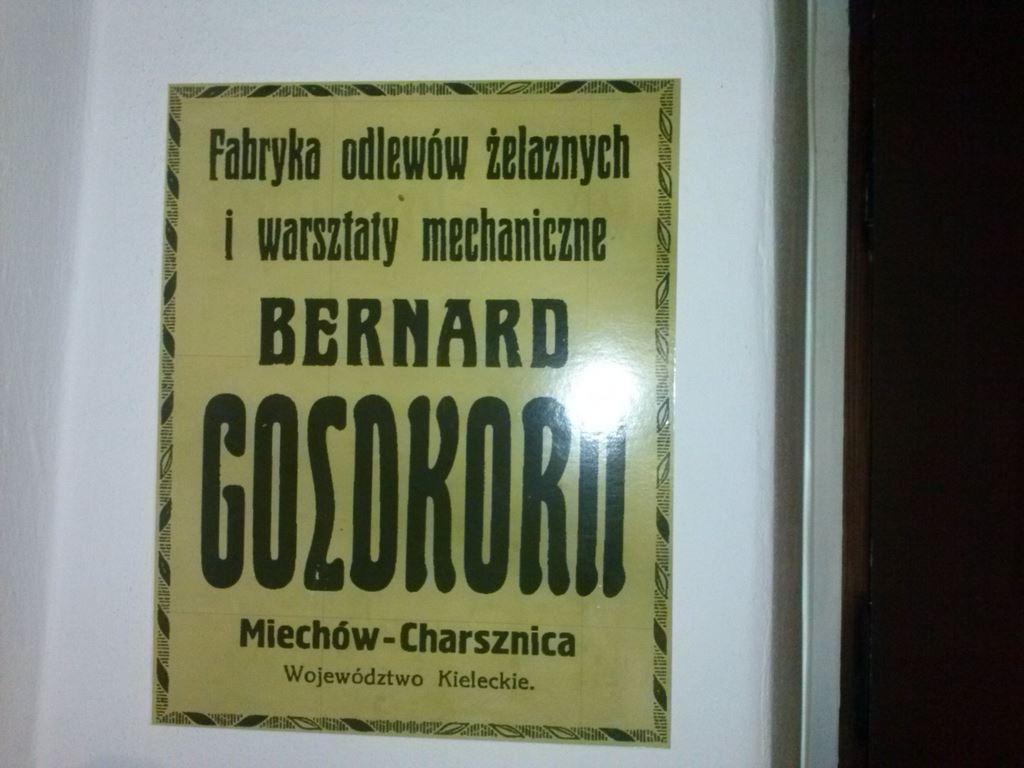 Fabryka odlewów żelaznych
i warsztaty mechaniczne
BERNARD
GOLDKORN
Miechów-Charsznica
Województwo Kieleckie.